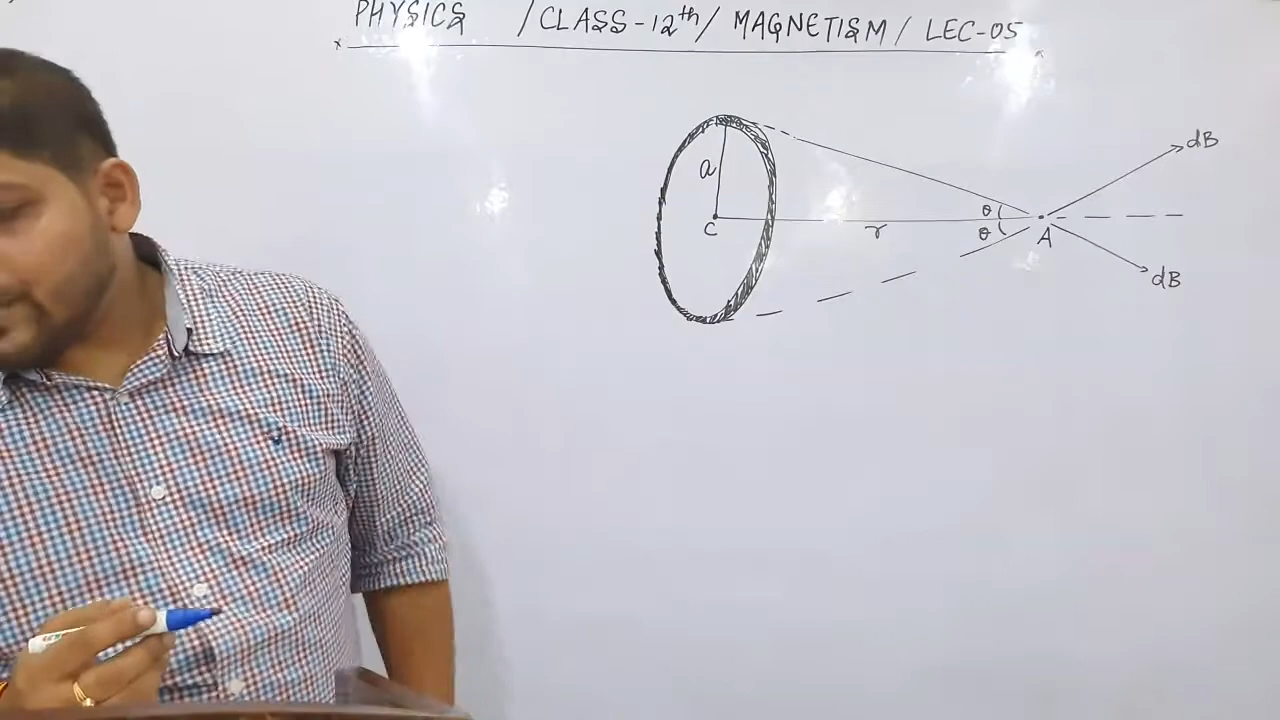 PHYSICS /CLASS-12th/ MAGNETISM / LEC-05
dB
a
θ
C
r
θ
A
dB